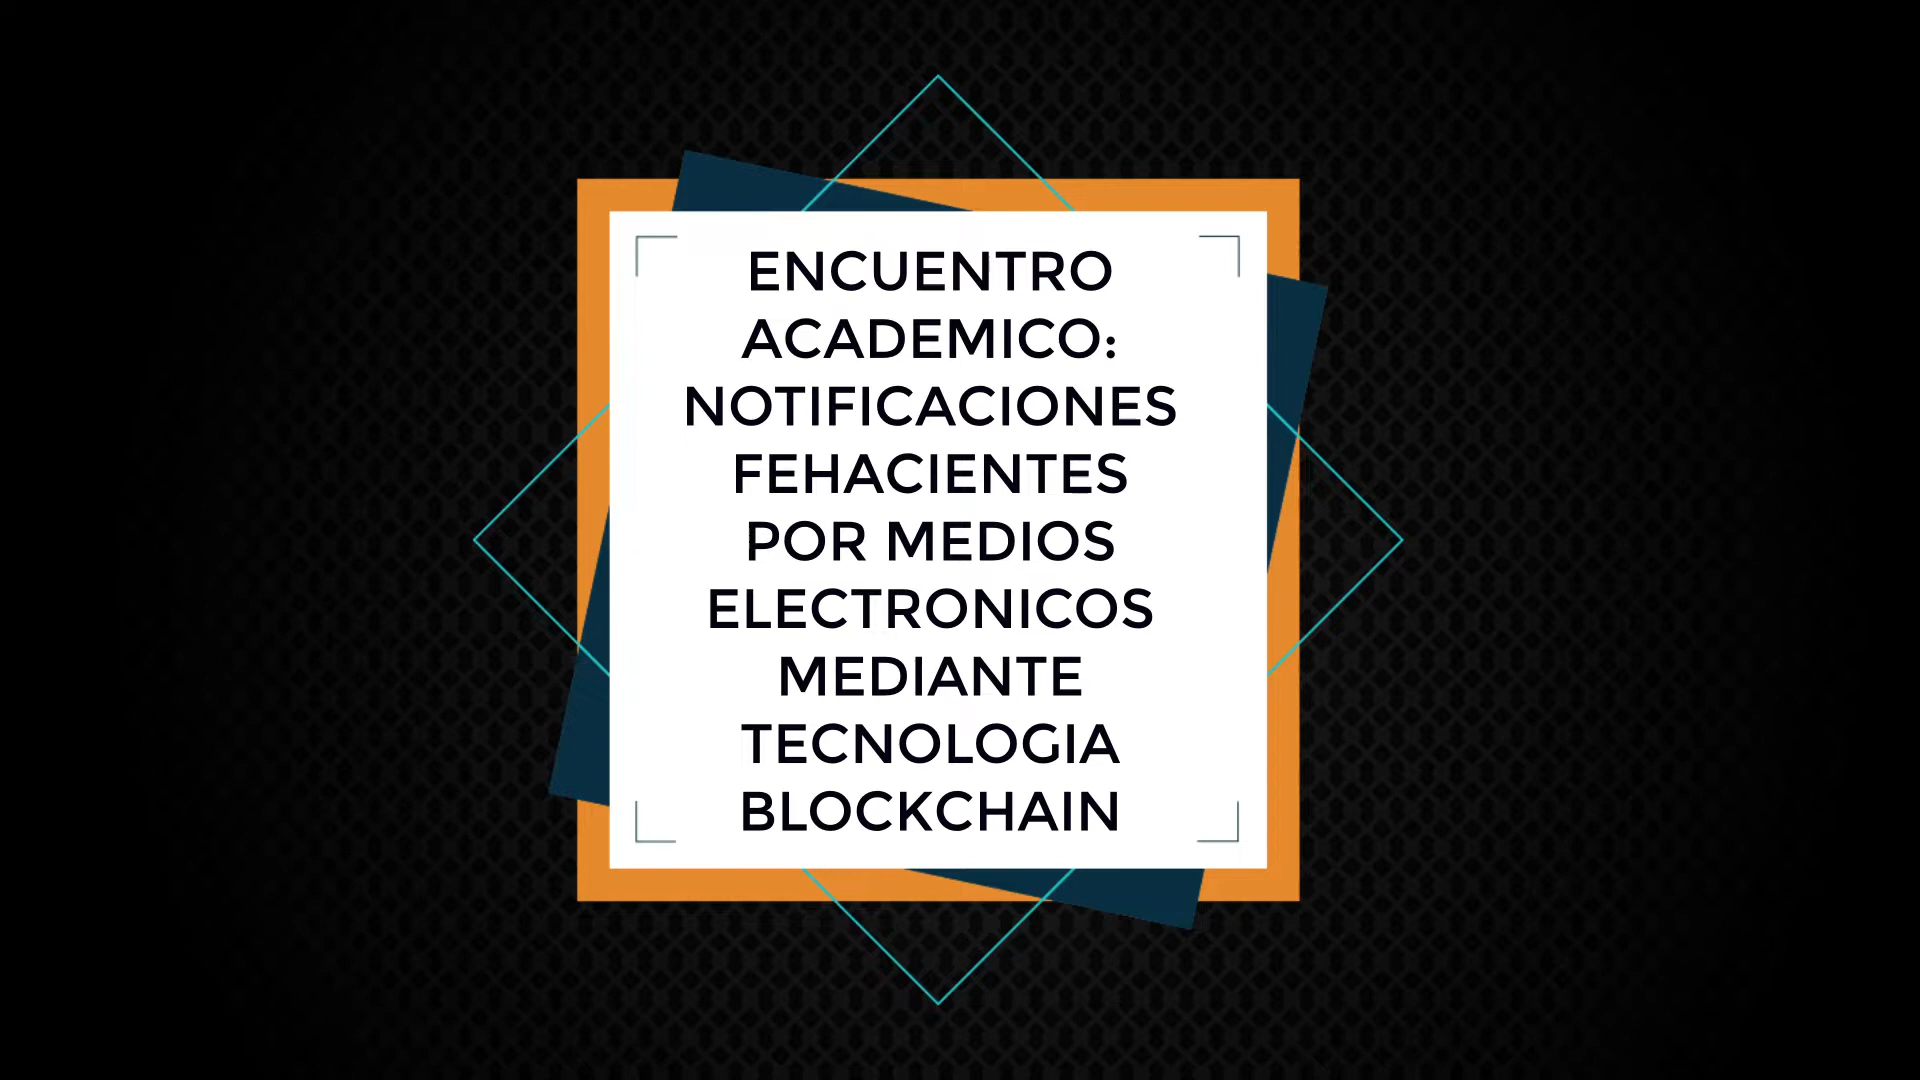 ENCUENTRO
ACADEMICO:
NOTIFICACIONES
FEHACIENTES
POR MEDIOS
ELECTRONICOS
MEDIANTE
TECNOLOGIA
BLOCKCHAIN